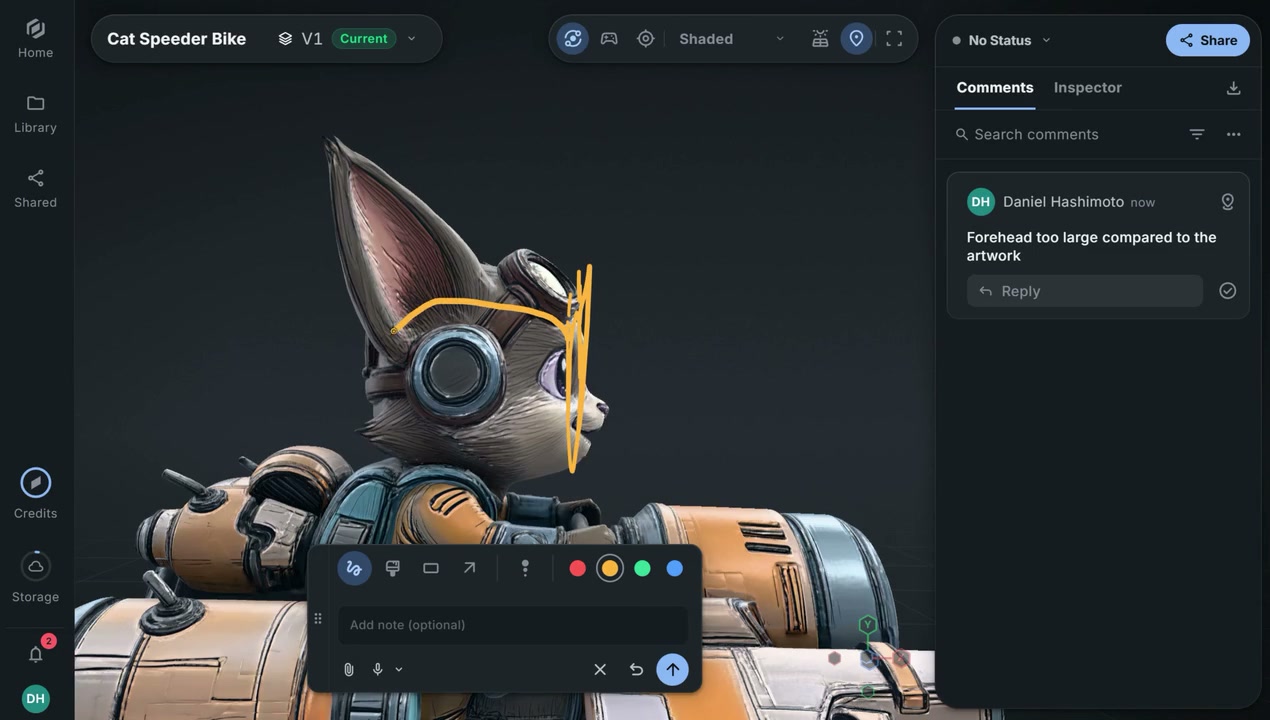 Home
Library
Shared
Credits
Storage
2
DH
Cat Speeder Bike
V1
Current
Shaded
No Status
Share
Comments
Inspector
Search comments
DH
Daniel Hashimoto
now
Forehead too large compared to the
artwork
Reply
Add note (optional)
Y